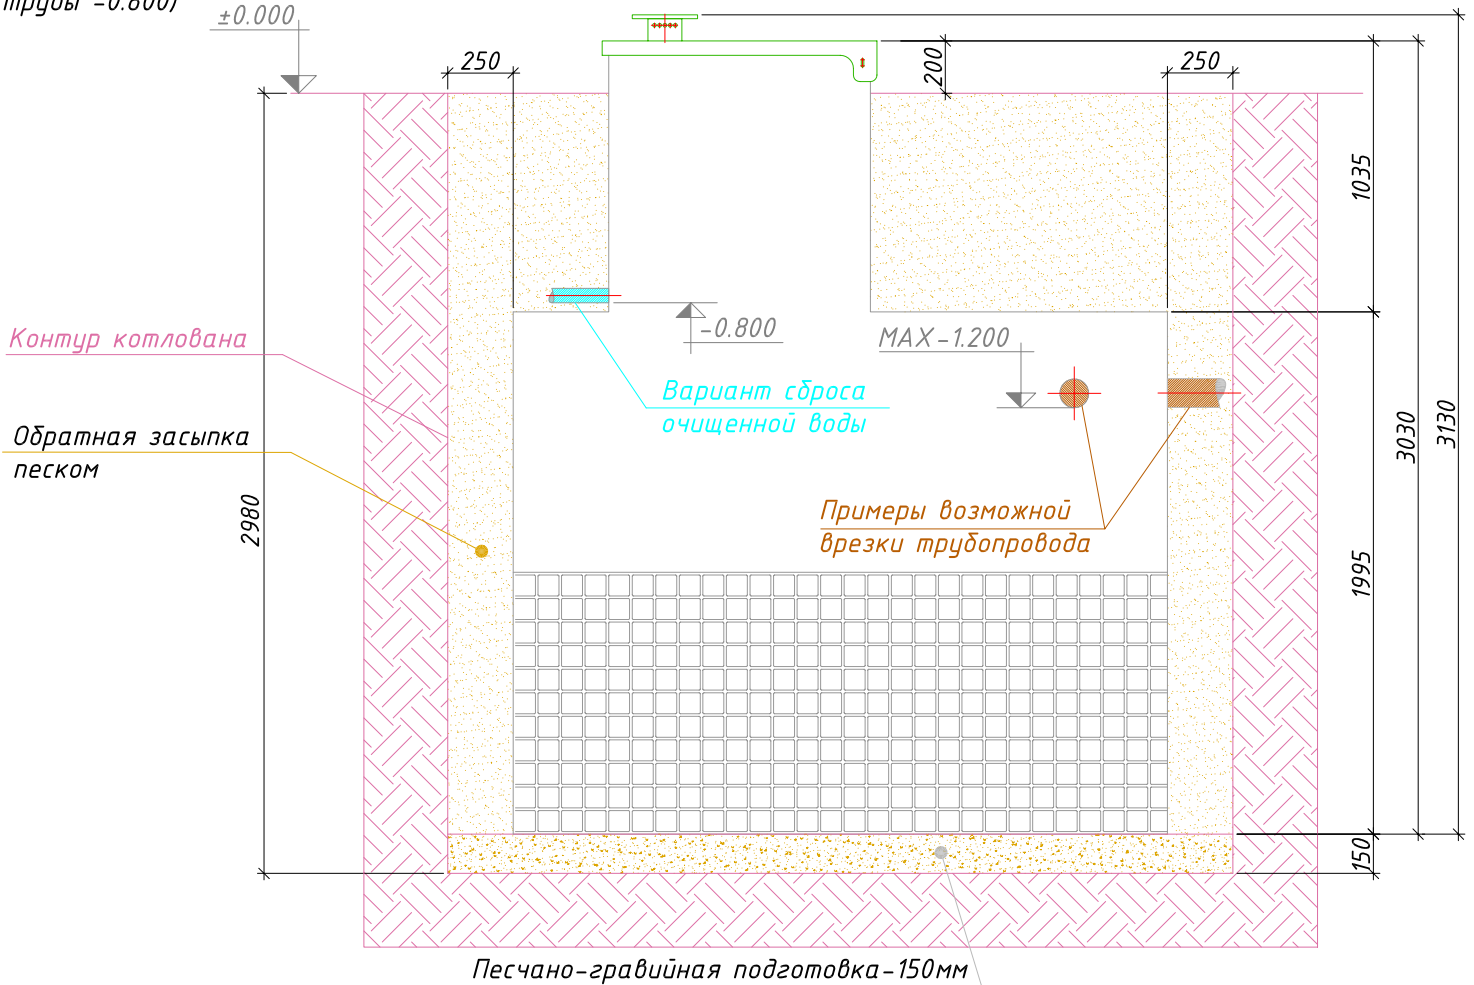 трубы -0.800)
±0.000
250
200
250
1035
-0.800
MAX-1.200
Контур котлована
Вариант сброса
очищенной воды
3030
3130
Обратная засыпка
песком
2980
Примеры возможной
врезки трубопровода
1995
150
Песчано-гравийная подготовка-150мм